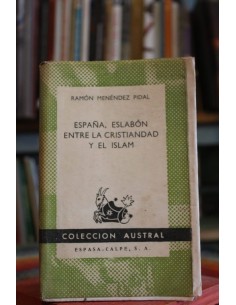 RAMÓN MENÉNDEZ PIDAL
ESPAÑA, ESLABÓN
ENTRE LA CRISTIANDAD
Y EL ISLAM
COLECCION AUSTRAL
ESPASA-CALPE, S. A.